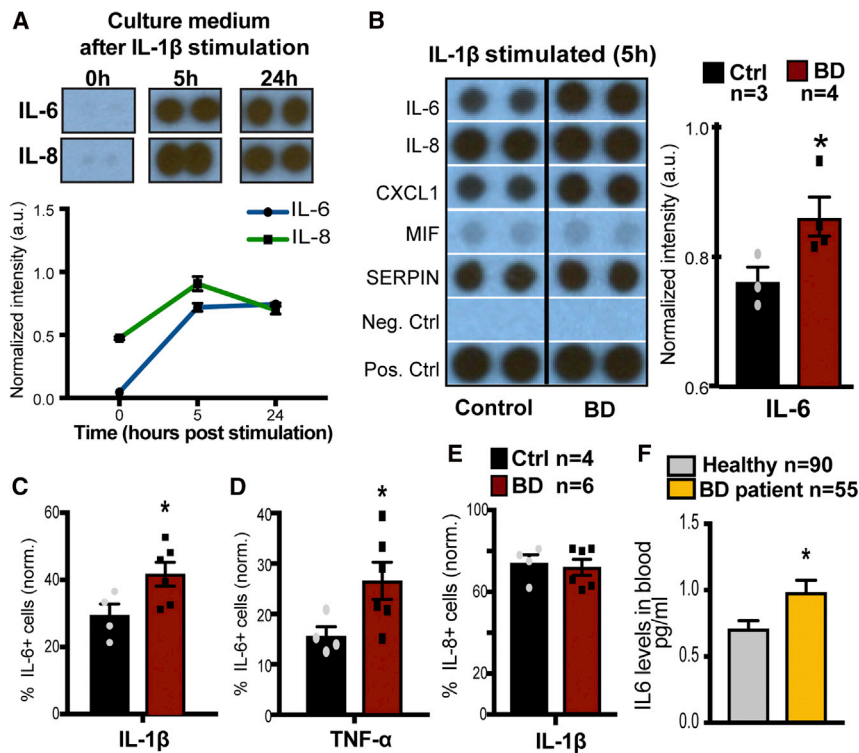 A
Culture medium
after IL-1β stimulation
0h 5h 24h
IL-6
IL-8
IL-6
IL-8
Normalized intensity (a.u.)
1.5
1.0
0.5
0.0
0 5 24
Time (hours post stimulation)
B
IL-1β stimulated (5h)
IL-6
IL-8
CXCL1
MIF
SERPIN
Neg. Ctrl
Pos. Ctrl
Control BD
Ctrl BD
n=3 n=4
Normalized intensity (a.u.)
1.0
0.8
0.6
*
IL-6
C
% IL-6+ cells (norm.)
60
40
20
0
*
IL-1β
D
% IL-6+ cells (norm.)
40
30
20
10
0
*
TNF-α
E
Ctrl n=4
BD n=6
% IL-8+ cells (norm.)
100
80
60
40
20
0
IL-1β
F
Healthy n=90
BD patient n=55
IL6 levels in blood
pg/ml
1.5
1.0
0.5
0.0
*